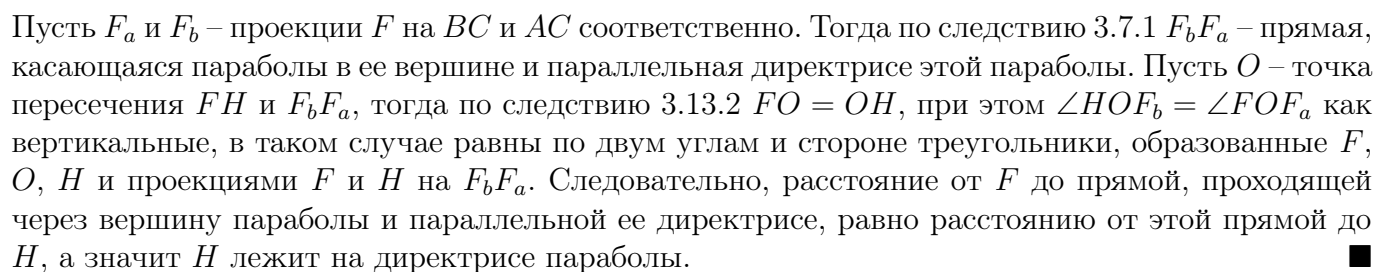 Пусть $F_a$ и $F_b$ – проекции $F$ на $BC$ и $AC$ соответственно. Тогда по следствию 3.7.1 $F_bF_a$ – прямая,
касающаяся параболы в ее вершине и параллельная директрисе этой параболы. Пусть $O$ – точка
пересечения $FH$ и $F_bF_a$, тогда по следствию 3.13.2 $FO = OH$, при этом $\angle HOF_b = \angle FOF_a$ как
вертикальные, в таком случае равны по двум углам и стороне треугольники, образованные $F$,
$O$, $H$ и проекциями $F$ и $H$ на $F_bF_a$. Следовательно, расстояние от $F$ до прямой, проходящей
через вершину параболы и параллельной ее директрисе, равно расстоянию от этой прямой до
$H$, а значит $H$ лежит на директрисе параболы. ■